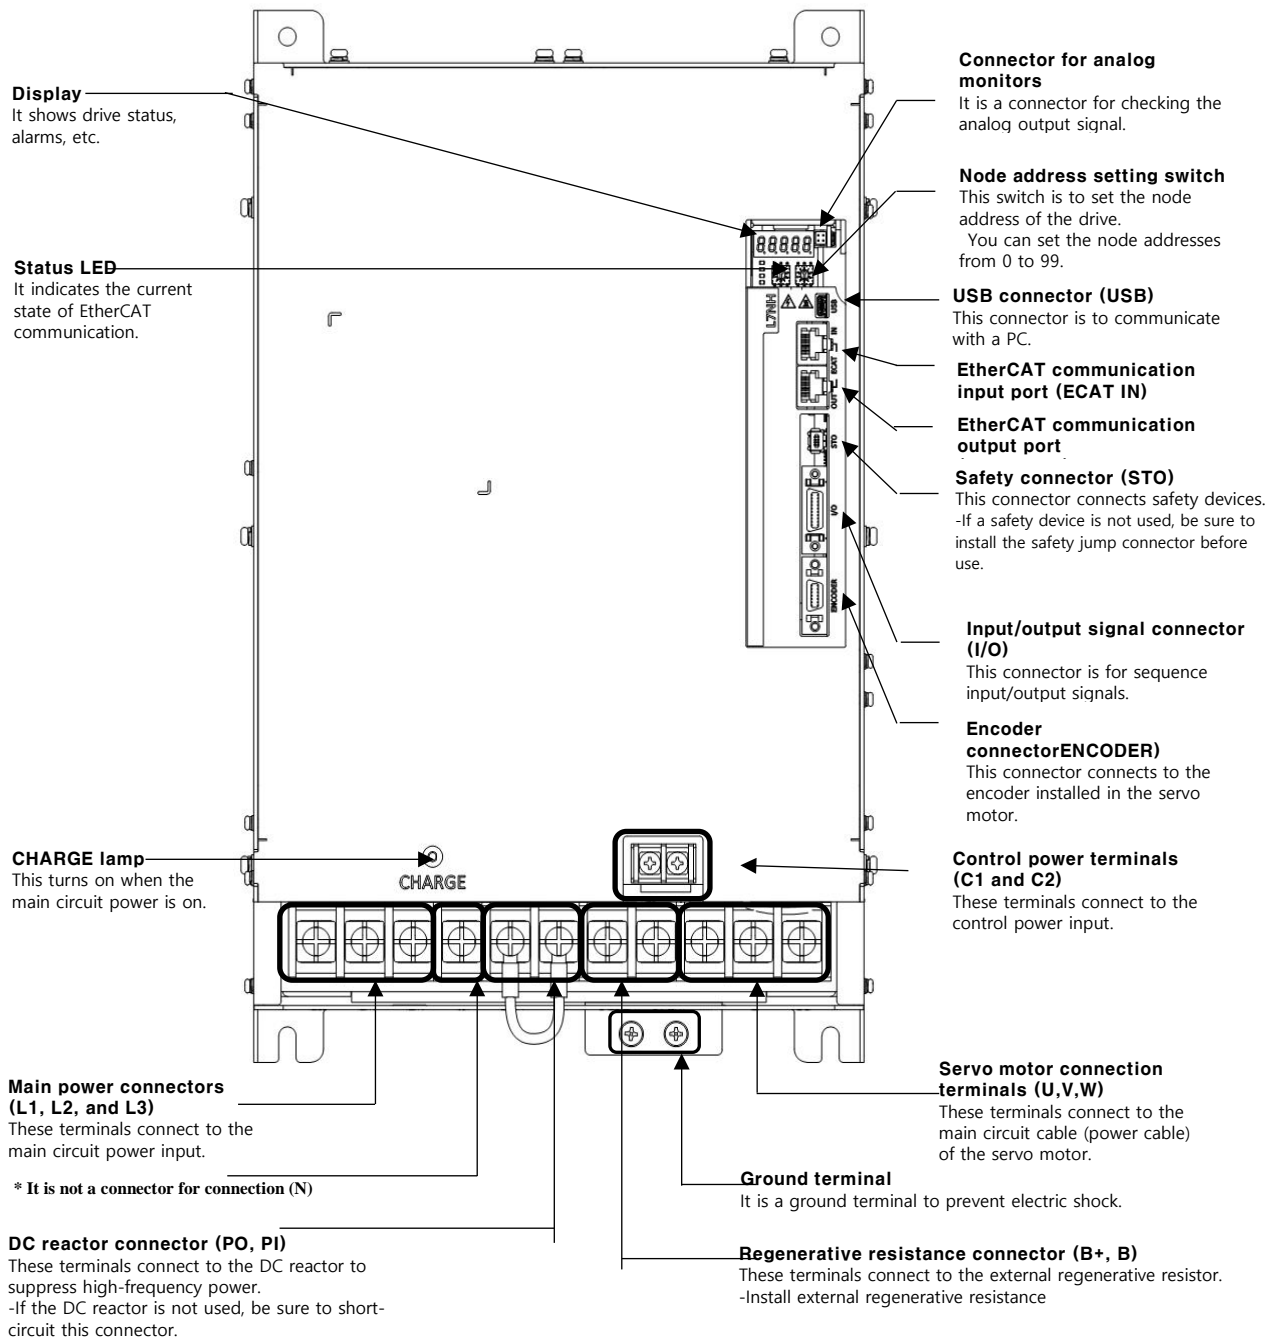 Display
It shows drive status,
alarms, etc.
Status LED
It indicates the current
state of EtherCAT
communication.
CHARGE lamp
This turns on when the
main circuit power is on.
Main power connectors
(L1, L2, and L3)
These terminals connect to the
main circuit power input.
* It is not a connector for connection (N)
DC reactor connector (PO, PI)
These terminals connect to the DC reactor to
suppress high-frequency power.
-If the DC reactor is not used, be sure to short-
circuit this connector.
CHARGE
L7NH
USB
IN
ECAT
OUT
STO
I/O
ENCODER
Connector for analog
monitors
It is a connector for checking the
analog output signal.
Node address setting switch
This switch is to set the node
address of the drive.
You can set the node addresses
from 0 to 99.
USB connector (USB)
This connector is to communicate
with a PC.
EtherCAT communication
input port (ECAT IN)
EtherCAT communication
output port
Safety connector (STO)
This connector connects safety devices.
-If a safety device is not used, be sure to
install the safety jump connector before
use.
Input/output signal connector
(I/O)
This connector is for sequence
input/output signals.
Encoder
connectorENCODER)
This connector connects to the
encoder installed in the servo
motor.
Control power terminals
(C1 and C2)
These terminals connect to the
control power input.
Servo motor connection
terminals (U,V,W)
These terminals connect to the
main circuit cable (power cable)
of the servo motor.
Ground terminal
It is a ground terminal to prevent electric shock.
Regenerative resistance connector (B+, B)
These terminals connect to the external regenerative resistor.
-Install external regenerative resistance